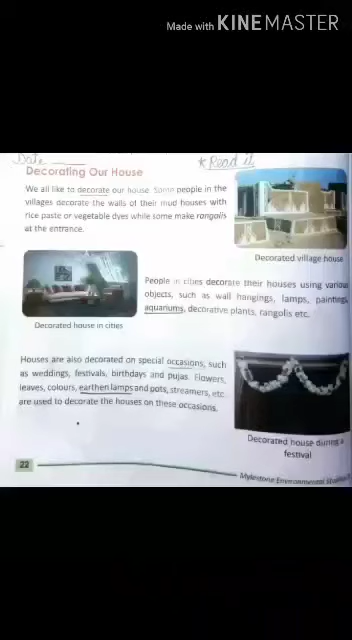 Made with KINEMASTER
Date
* Read it
Decorating Our House
We all like to decorate our house. Some people in the
villages decorate the walls of their mud houses with
rice paste or vegetable dyes while some make rangolis
at the entrance.
Decorated village house
People in cities decorate their houses using various
objects, such as wall hangings, lamps, paintings,
aquariums, decorative plants, rangolis etc.
Decorated house in cities
Houses are also decorated on special occasions, such
as weddings, festivals, birthdays and pujas. Flowers,
leaves, colours, earthen lamps and pots, streamers, etc.
are used to decorate the houses on these occasions.
Decorated house during a
festival
22
Mylestone Environmental